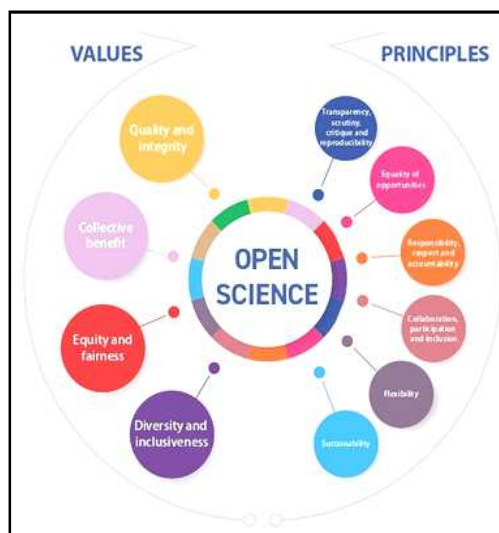 VALUES
PRINCIPLES
Quality and
integrity
Collective
benefit
Equity and
fairness
Diversity and
inclusiveness
OPEN
SCIENCE
Transparency,
scrutiny,
critique and
reproducibility
Equality of
opportunities
Responsibility,
respect and
accountability
Collaboration,
participation
and inclusion
Flexibility
Sustainability